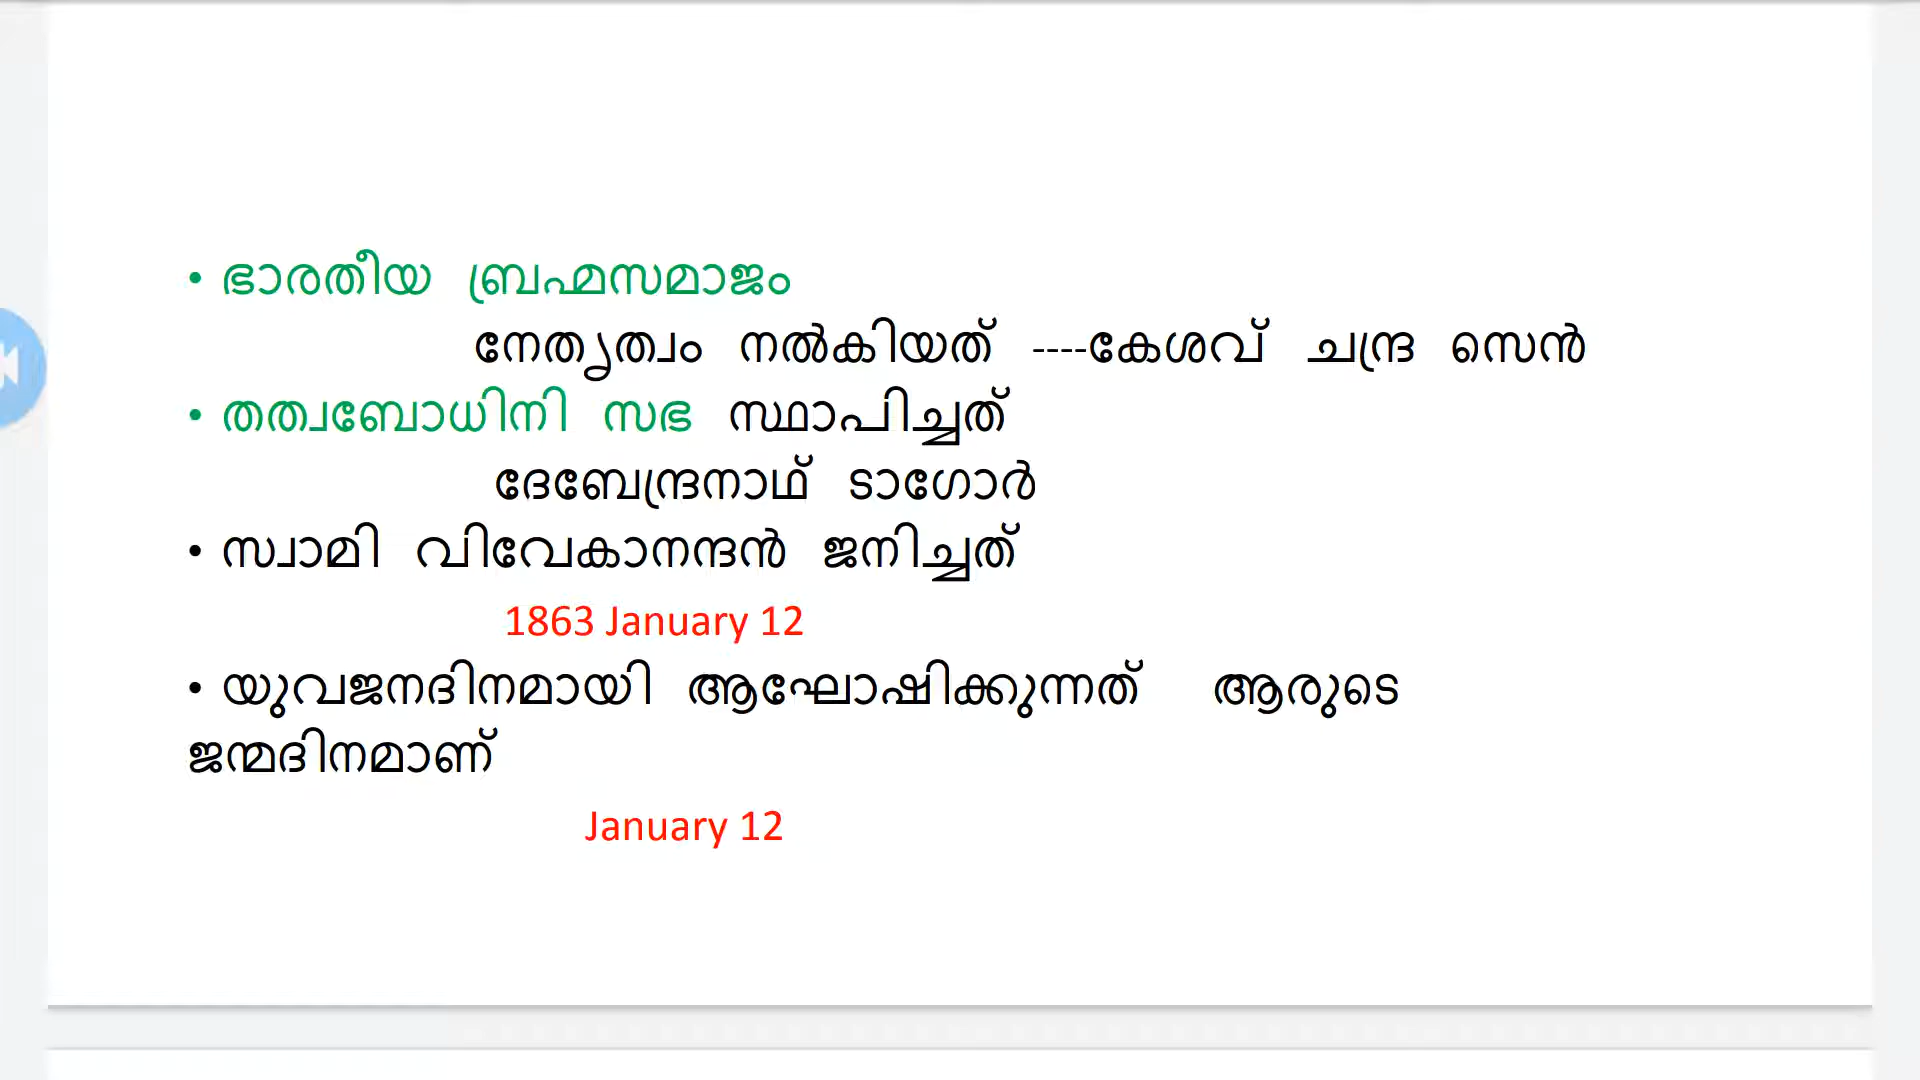 • ഭാരതീയ ബ്രഹ്മസമാജം
നേതൃത്വം നൽകിയത് ----കേശവ് ചന്ദ്ര സെൻ
• തത്വബോധിനി സഭ സ്ഥാപിച്ചത്
ദേബേന്ദ്രനാഥ് ടാഗോർ
• സ്വാമി വിവേകാനന്ദൻ ജനിച്ചത്
1863 January 12
• യുവജനദിനമായി ആഘോഷിക്കുന്നത് ആരുടെ
ജന്മദിനമാണ്
January 12